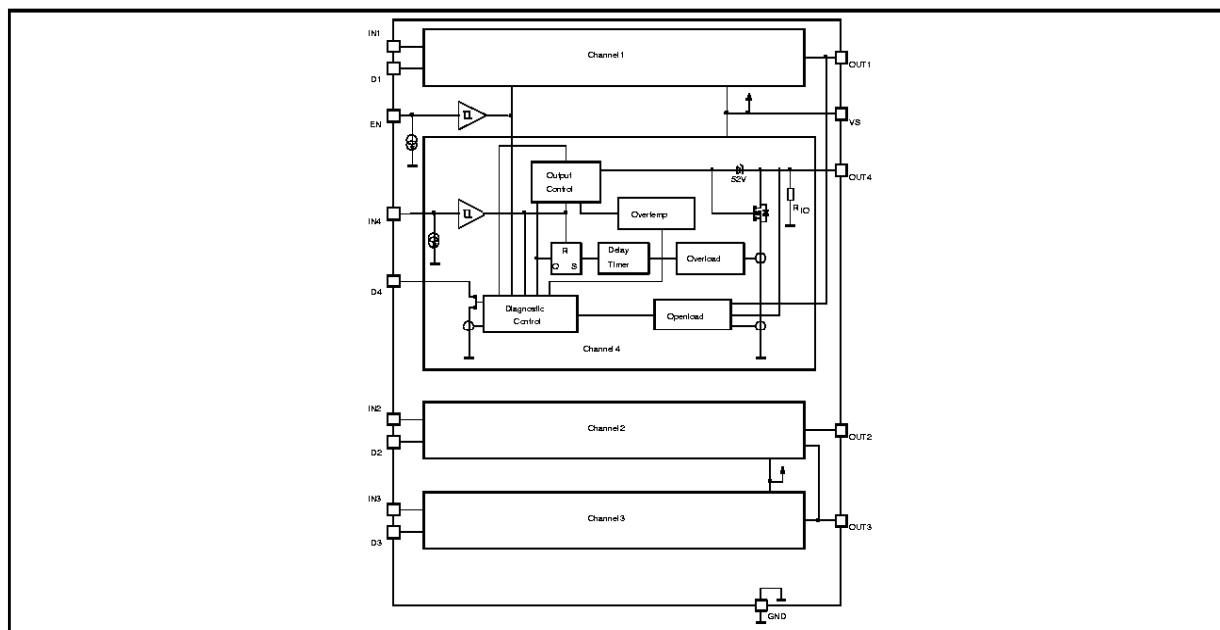 IN1
Channel 1
OUT1
D1
EN
VS
Output
Control
52V
OUT4
IN4
Overtemp
R IO
R
Q S
Delay
Timer
Overload
D4
Diagnostic
Control
Openload
Channel 4
IN2
Channel 2
OUT2
D2
IN3
Channel 3
OUT3
D3
GND